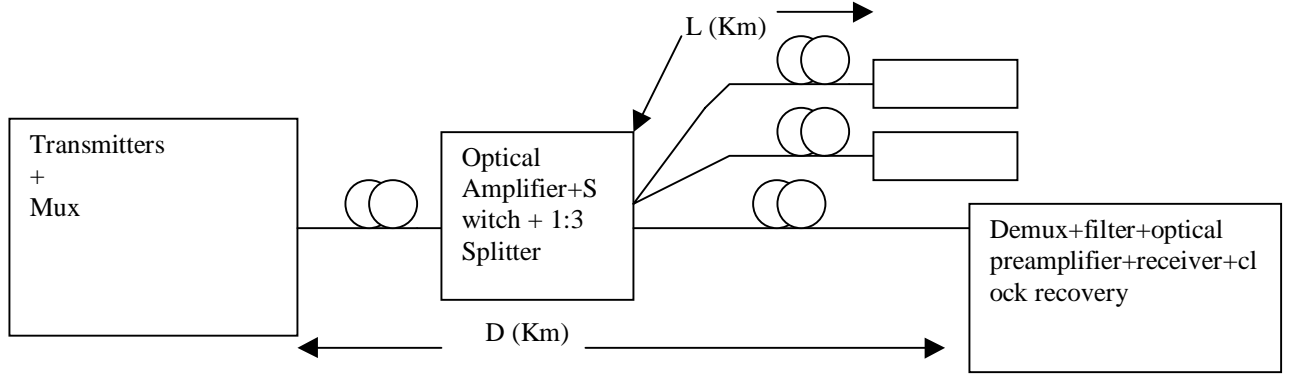 L (Km)
Transmitters
+
Mux
Optical
Amplifier+S
witch + 1:3
Splitter
Demux+filter+optical
preamplifier+receiver+cl
ock recovery
D (Km)